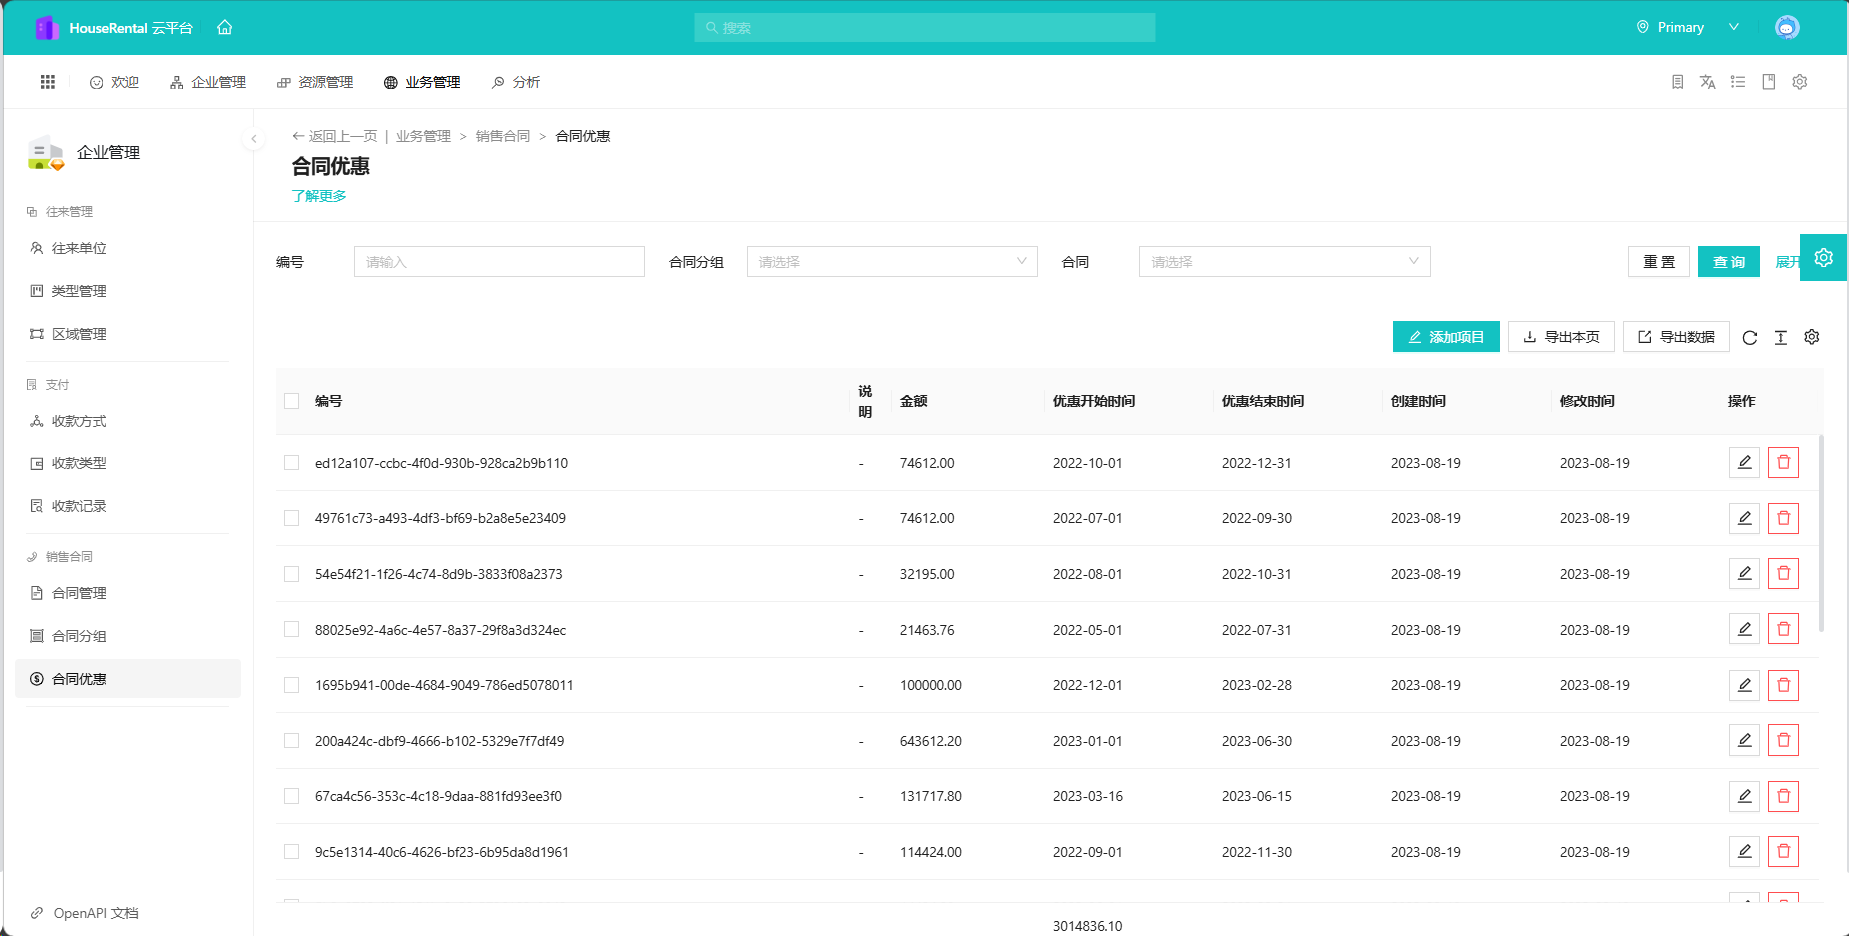 HouseRental 云平台
搜索
Primary
欢迎
企业管理
资源管理
业务管理
分析
企业管理
往来管理
往来单位
类型管理
区域管理
支付
收款方式
收款类型
收款记录
销售合同
合同管理
合同分组
合同优惠
OpenAPI 文档
返回上一页 | 业务管理 > 销售合同 > 合同优惠
合同优惠
了解更多
编号 请输入 合同分组 请选择 合同 请选择 重 置 查 询 展开
添加项目 导出本页 导出数据
编号 说明 金额 优惠开始时间 优惠结束时间 创建时间 修改时间 操作
ed12a107-ccbc-4f0d-930b-928ca2b9b110 - 74612.00 2022-10-01 2022-12-31 2023-08-19 2023-08-19
49761c73-a493-4df3-bf69-b2a8e5e23409 - 74612.00 2022-07-01 2022-09-30 2023-08-19 2023-08-19
54e54f21-1f26-4c74-8d9b-3833f08a2373 - 32195.00 2022-08-01 2022-10-31 2023-08-19 2023-08-19
88025e92-4a6c-4e57-8a37-29f8a3d324ec - 21463.76 2022-05-01 2022-07-31 2023-08-19 2023-08-19
1695b941-00de-4684-9049-786ed5078011 - 100000.00 2022-12-01 2023-02-28 2023-08-19 2023-08-19
200a424c-dbf9-4666-b102-5329e7f7df49 - 643612.20 2023-01-01 2023-06-30 2023-08-19 2023-08-19
67ca4c56-353c-4c18-9daa-881fd93ee3f0 - 131717.80 2023-03-16 2023-06-15 2023-08-19 2023-08-19
9c5e1314-40c6-4626-bf23-6b95da8d1961 - 114424.00 2022-09-01 2022-11-30 2023-08-19 2023-08-19
3014836.10